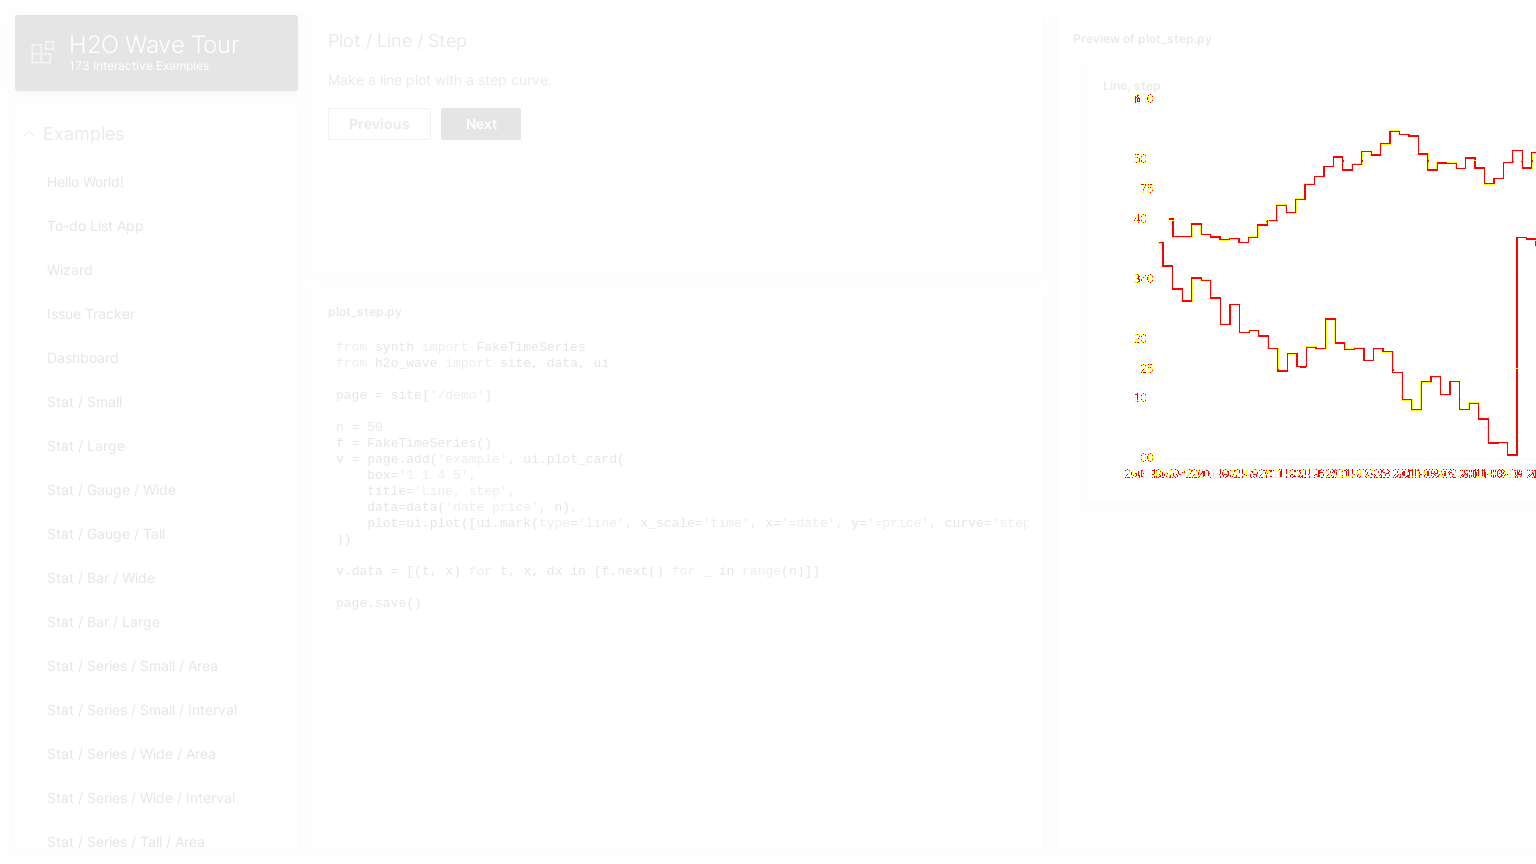 H2O Wave Tour
173 Interactive Examples
Examples
Hello World!
To-do List App
Wizard
Issue Tracker
Dashboard
Stat / Small
Stat / Large
Stat / Gauge / Wide
Stat / Gauge / Tall
Stat / Bar / Wide
Stat / Bar / Large
Stat / Series / Small / Area
Stat / Series / Small / Interval
Stat / Series / Wide / Area
Stat / Series / Wide / Interval
Stat / Series / Tall / Area
Plot / Line / Step
Make a line plot with a step curve.
Previous
Next
plot_step.py
from synth import FakeTimeSeries
from h2o_wave import site, data, ui
page = site['/demo']
n = 50
f = FakeTimeSeries()
v = page.add('example', ui.plot_card(
box='1 1 4 5',
title='Line, step',
data=data('date price', n),
plot=ui.plot([ui.mark(type='line', x_scale='time', x='=date', y='=price', curve='step
))
v.data = [(t, x) for t, x, dx in [f.next() for _ in range(n)]]
page.save()
Preview of plot_step.py
Line, step
50
75
40
20
25
10